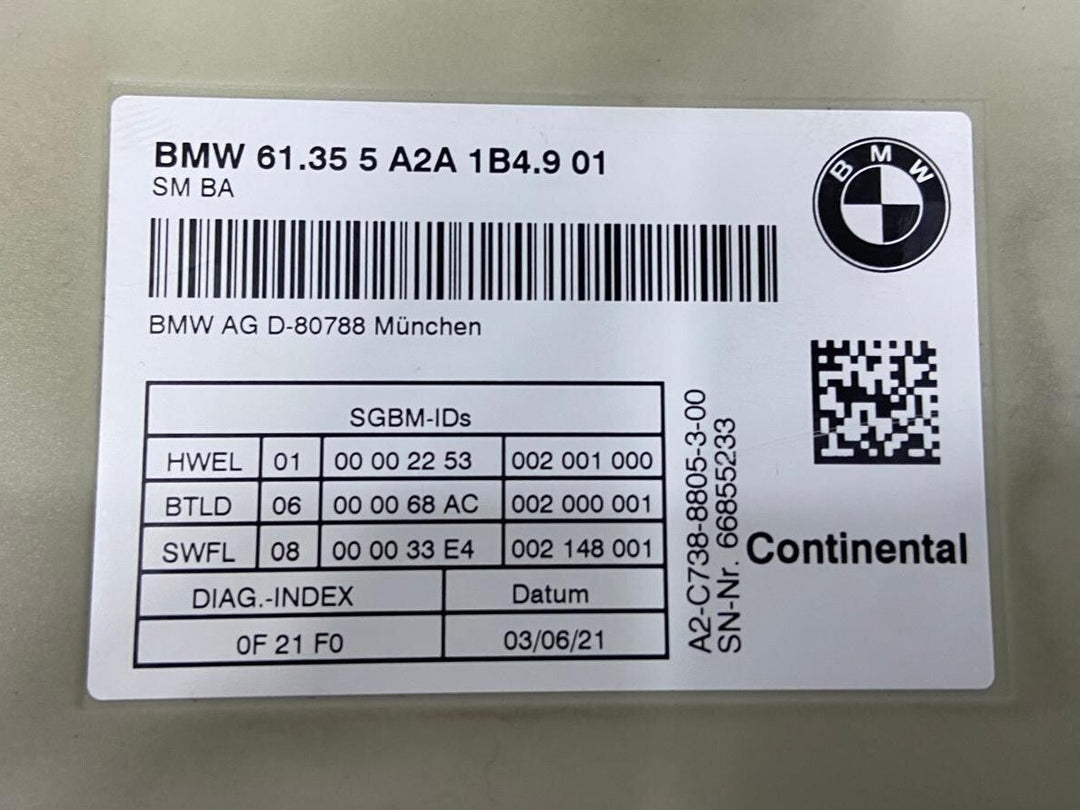 BMW 61.35 5 A2A 1B4.9 01
SM BA
BMW
BMW AG D-80788 München
SGBM-IDs
HWEL 01 00 00 22 53 002 001 000
BTLD 06 00 00 68 AC 002 000 001
SWFL 08 00 00 33 E4 002 148 001
DIAG.-INDEX Datum
0F 21 F0 03/06/21
A2-C738-8805-3-00
SN-Nr. 66855233
Continental